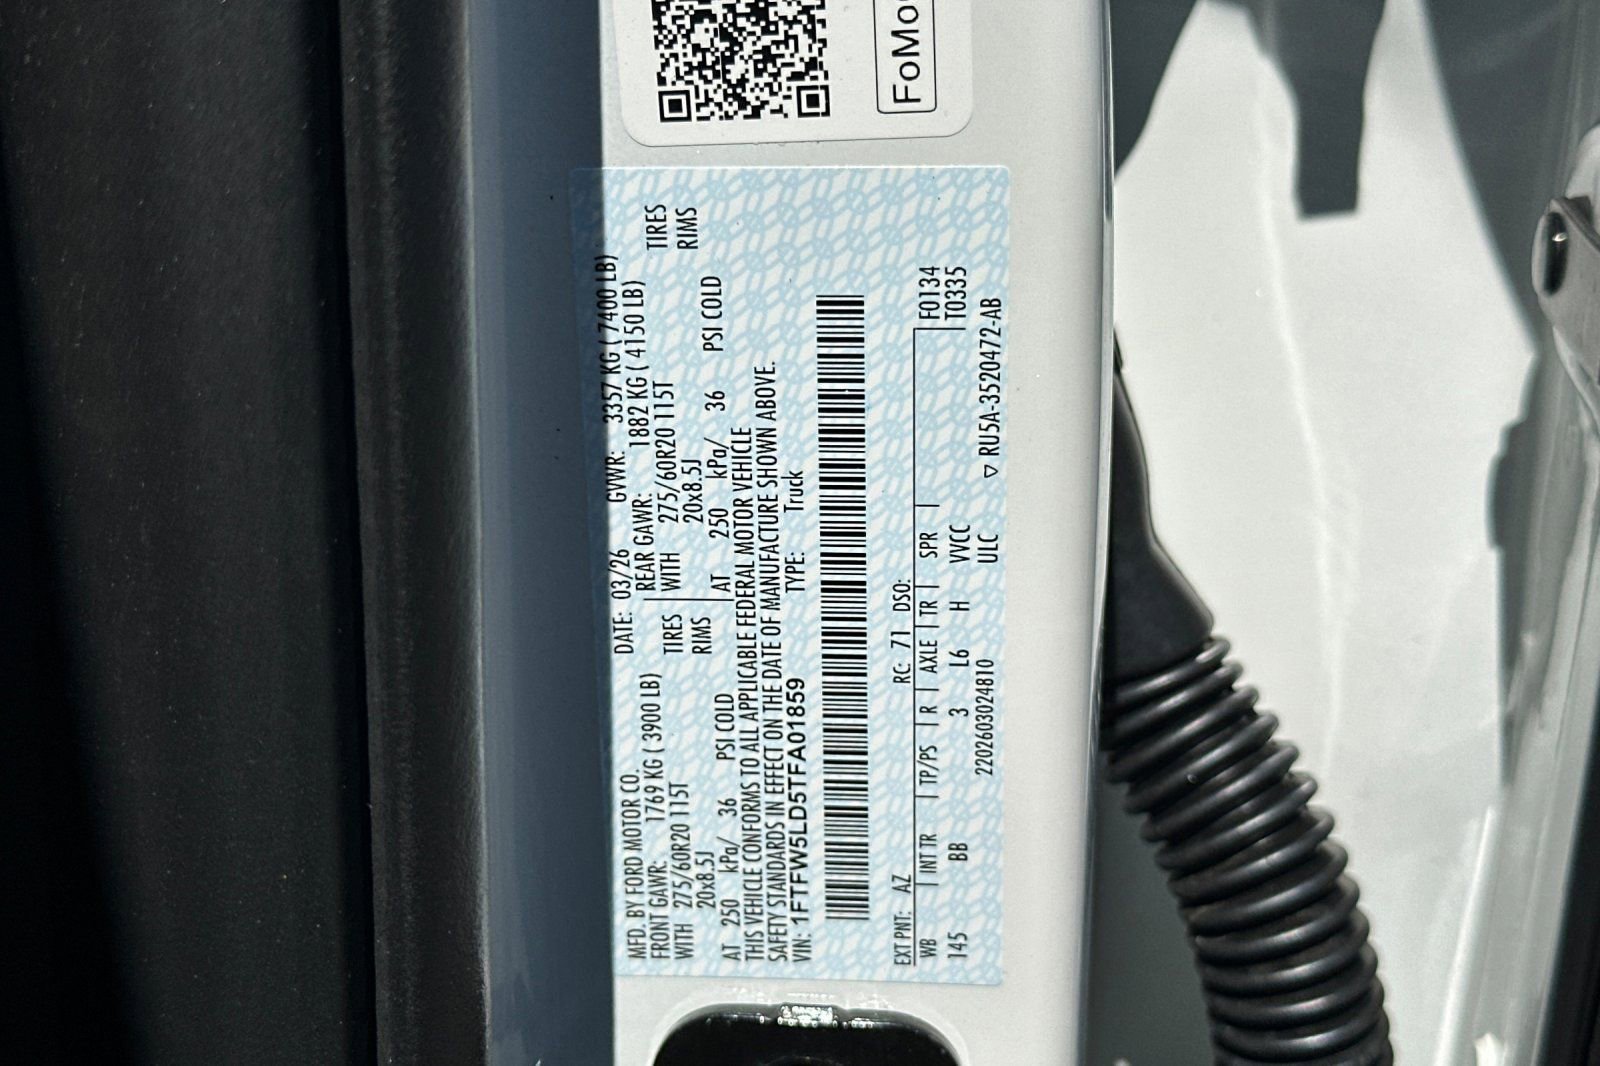 FoMo
MFD. BY FORD MOTOR CO.
DATE: 03/26 GVWR: 3357 KG ( 7400 LB)
FRONT GAWR: 1769 KG ( 3900 LB)
REAR GAWR: 1882 KG ( 4150 LB)
WITH 275/60R20 115T TIRES
WITH 275/60R20 115T TIRES
20x8.5J RIMS
20x8.5J RIMS
AT 250 kPa/ 36 PSI COLD
AT 250 kPa/ 36 PSI COLD
THIS VEHICLE CONFORMS TO ALL APPLICABLE FEDERAL MOTOR VEHICLE
SAFETY STANDARDS IN EFFECT ON THE DATE OF MANUFACTURE SHOWN ABOVE.
VIN: 1FTFW5LD5TFA01859 TYPE: Truck
EXT PNT: AZ RC: 71 DSO:
WB INT TR TP/PS R AXLE TR SPR F0134
145 BB 3 L6 H VVCC T0335
2202603024810 ULC ▽ RU5A-3520472-AB